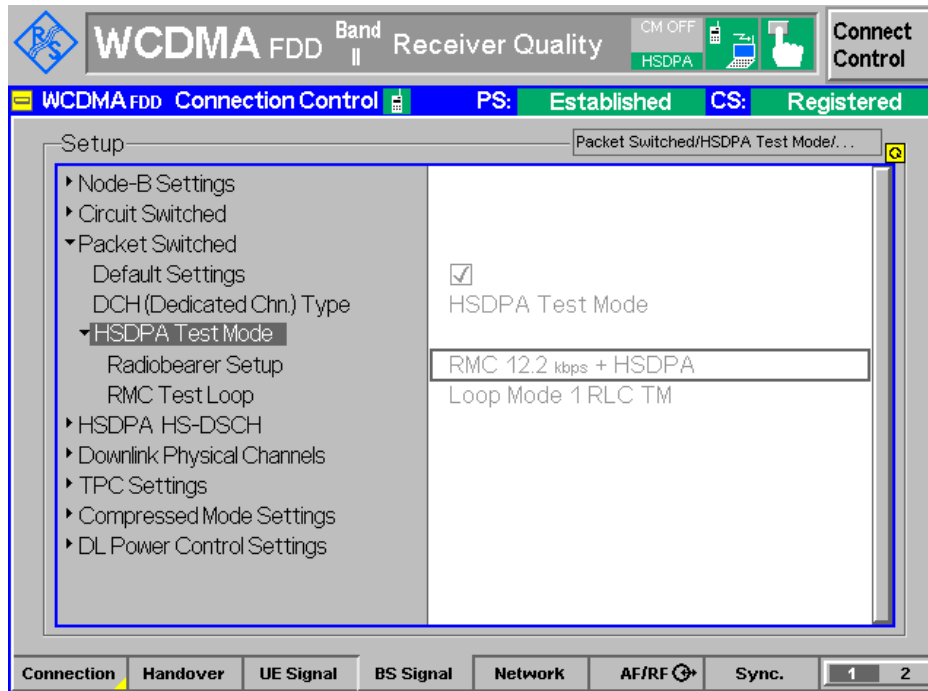 R&S WCDMA FDD Band II Receiver Quality CM OFF HSDPA Connect Control
WCDMA FDD Connection Control PS: Established CS: Registered
Setup Packet Switched/HSDPA Test Mode/...
Node-B Settings
Circuit Switched
Packet Switched
Default Settings
DCH (Dedicated Chn.) Type HSDPA Test Mode
HSDPA Test Mode
Radiobearer Setup RMC 12.2 kbps + HSDPA
RMC Test Loop Loop Mode 1 RLC TM
HSDPA HS-DSCH
Downlink Physical Channels
TPC Settings
Compressed Mode Settings
DL Power Control Settings
Connection Handover UE Signal BS Signal Network AF/RF Sync. 1 2